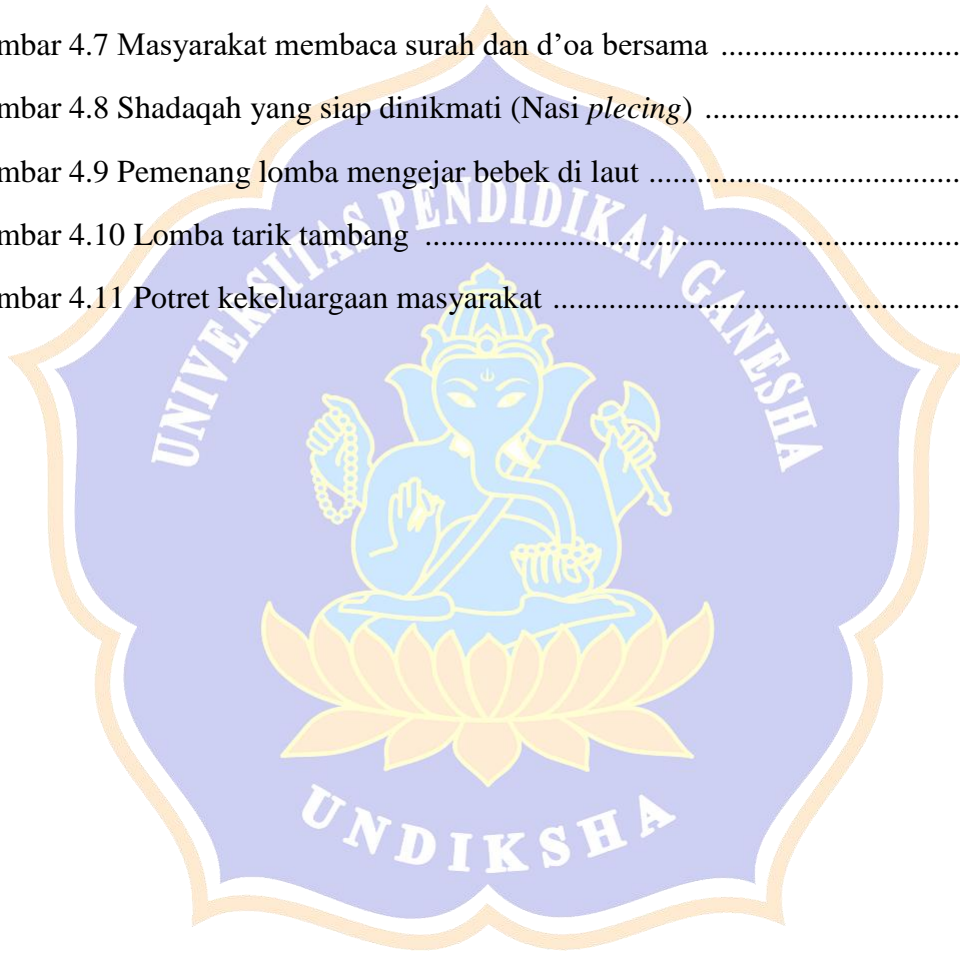 mbar 4.7 Masyarakat membaca surah dan d’oa bersama ..............................
mbar 4.8 Shadaqah yang siap dinikmati (Nasi plecing) ................................
mbar 4.9 Pemenang lomba mengejar bebek di laut .......................................
mbar 4.10 Lomba tarik tambang ....................................................................
mbar 4.11 Potret kekeluargaan masyarakat ...................................................
UNIVERSITAS PENDIDIKAN GANESHA
UNDIKSHA